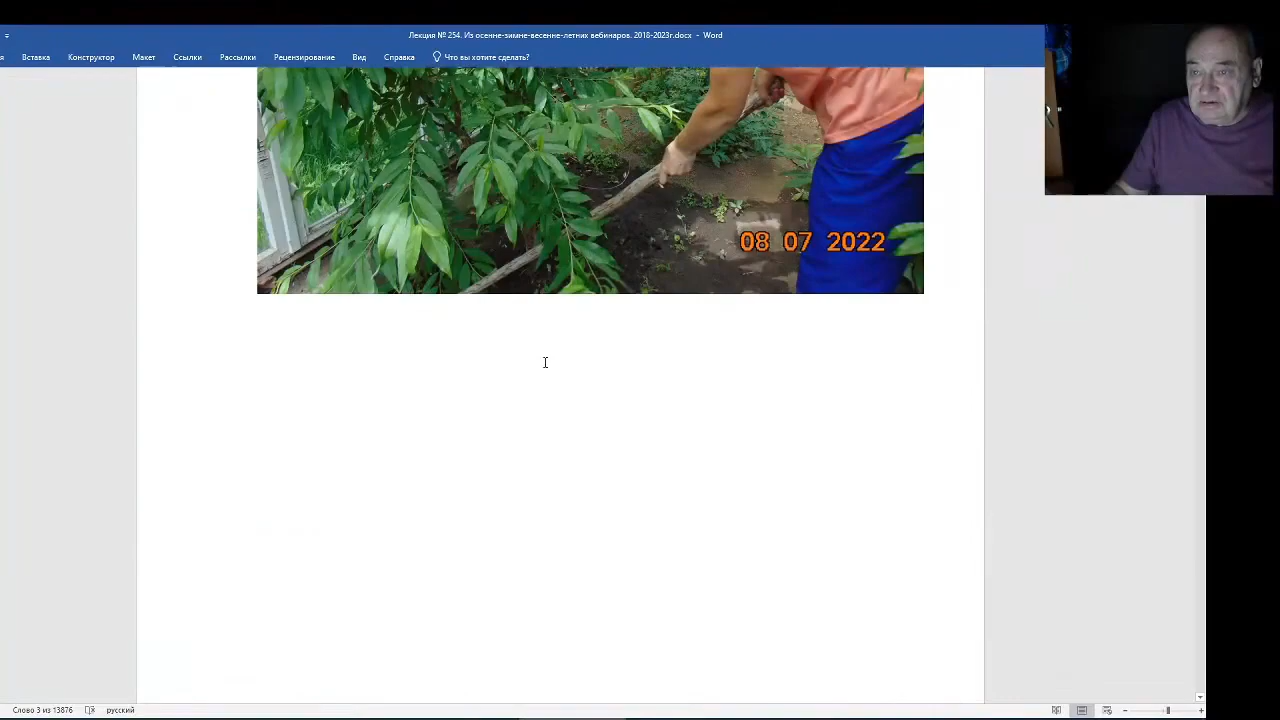 Лекция № 254. Из осенне-зимне-весенне-летних вебинаров. 2018-2023г.docx - Word
я Вставка Конструктор Макет Ссылки Рассылки Рецензирование Вид Справка Что вы хотите сделать?
08 07 2022
Слово 3 из 13876 русский